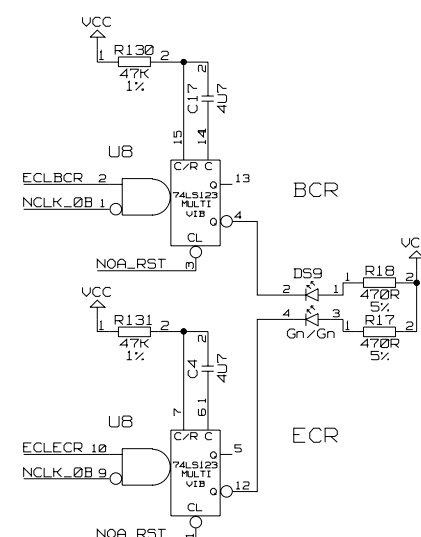 VCC
1 R130 2
47K
1%
2
C17
4U7
15
14
U8
C/R C
ECLBCR 2
NCLK_0B 1
Q 13
74LS123
MULTI
VIB
Q 4
CL
3
NOA_RST
BCR
VC
DS9
2 1
1 R18 2
470R
5%
4 3
Gn/Gn
1 R17 2
470R
5%
VCC
1 R131 2
47K
1%
2
C4
4U7
7
6 1
U8
C/R C
ECLECR 10
NCLK_0B 9
Q 5
74LS123
MULTI
VIB
Q 12
CL
1
NOA_RST
ECR